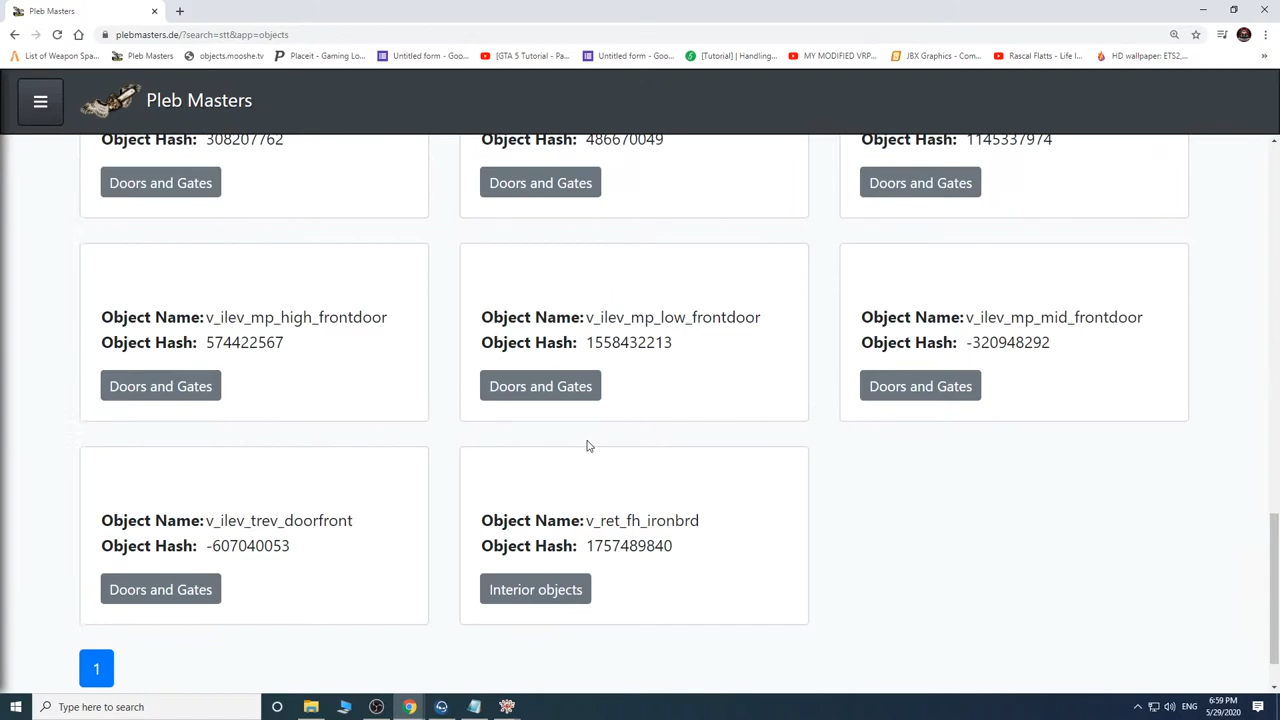 Pleb Masters
plebmasters.de/?search=stt&app=objects
List of Weapon Spa...
Pleb Masters
objects.mooshe.tv
Placeit - Gaming Lo...
Untitled form - Goo...
[GTA 5 Tutorial - Pa...
Untitled form - Goo...
[Tutorial] | Handling...
MY MODIFIED VRP...
JBX Graphics - Com...
Rascal Flatts - Life I...
HD wallpaper: ETS2,...
Pleb Masters
Object Hash: 308207762
Object Hash: 486670049
Object Hash: 1145337974
Doors and Gates
Doors and Gates
Doors and Gates
Object Name: v_ilev_mp_high_frontdoor
Object Hash: 574422567
Doors and Gates
Object Name: v_ilev_mp_low_frontdoor
Object Hash: 1558432213
Doors and Gates
Object Name: v_ilev_mp_mid_frontdoor
Object Hash: -320948292
Doors and Gates
Object Name: v_ilev_trev_doorfront
Object Hash: -607040053
Doors and Gates
Object Name: v_ret_fh_ironbrd
Object Hash: 1757489840
Interior objects
1
Type here to search
ENG
6:59 PM
5/29/2020